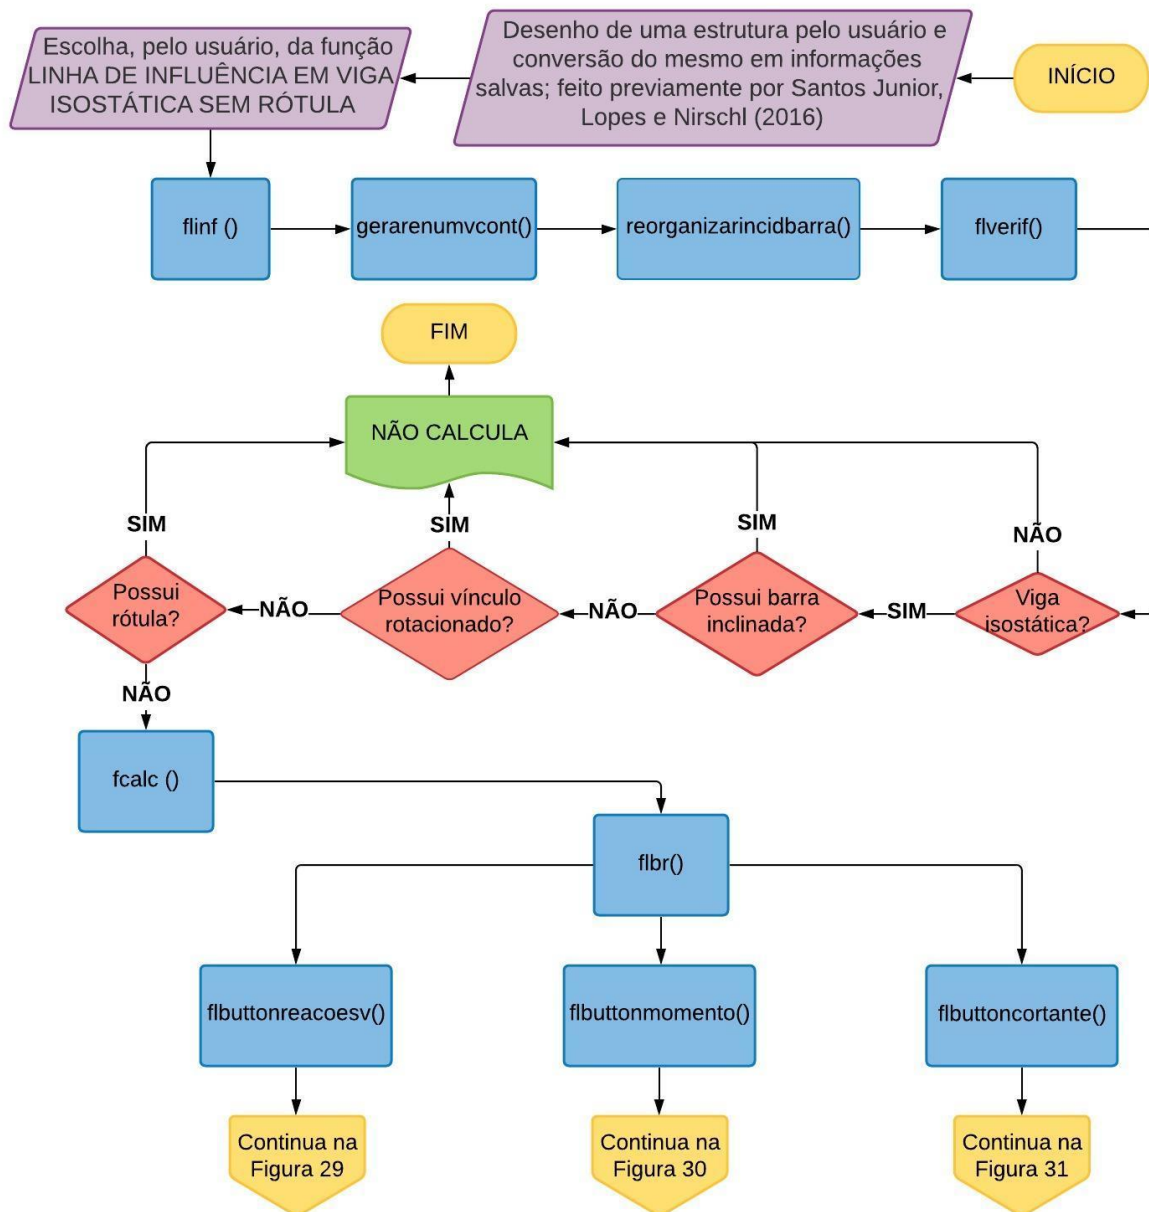 INÍCIO
Desenho de uma estrutura pelo usuário e
conversão do mesmo em informações
salvas; feito previamente por Santos Junior,
Lopes e Nirschl (2016)
Escolha, pelo usuário, da função
LINHA DE INFLUÊNCIA EM VIGA
ISOSTÁTICA SEM RÓTULA
flinf ()
gerarenumvcont()
reorganizarincidbarra()
flverif()
FIM
NÃO CALCULA
SIM
SIM
SIM
NÃO
Viga
isostática?
SIM
Possui barra
inclinada?
NÃO
Possui vínculo
rotacionado?
NÃO
Possui
rótula?
NÃO
fcalc ()
flbr()
flbuttonreacoesv()
flbuttonmomento()
flbuttoncortante()
Continua na
Figura 29
Continua na
Figura 30
Continua na
Figura 31